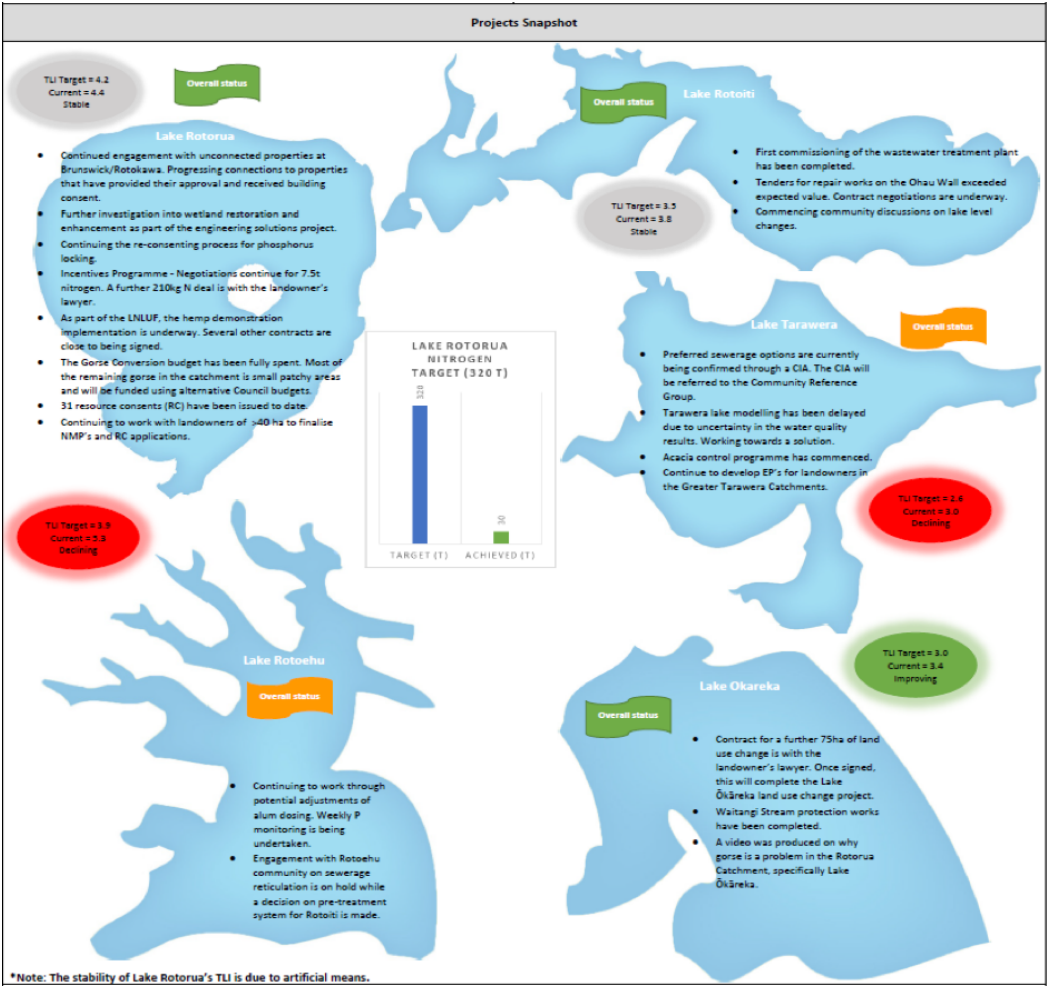 Projects Snapshot
TLI Target = 4.2
Current = 4.4
Stable
Overall status
Lake Rotorua
• Continued engagement with unconnected properties at
Brunswick/Rotokawa. Progressing connections to properties
that have provided their approval and received building
consent.
• Further investigation into wetland restoration and
enhancement as part of the engineering solutions project.
• Continuing the re-consenting process for phosphorus
locking.
• Incentives Programme - Negotiations continue for 7.5t
nitrogen. A further 210kg N deal is with the landowner's
lawyer.
• As part of the LNLUF, the hemp demonstration
implementation is underway. Several other contracts are
close to being signed.
• The Gorse Conversion budget has been fully spent. Most of
the remaining gorse in the catchment is small patchy areas
and will be funded using alternative Council budgets.
• 31 resource consents (RC) have been issued to date.
• Continuing to work with landowners of >40 ha to finalise
NMP's and RC applications.
Overall status
Lake Rotoiti
• First commissioning of the wastewater treatment plant
has been completed.
• Tenders for repair works on the Ohau Wall exceeded
expected value. Contract negotiations are underway.
• Commencing community discussions on lake level
changes.
TLI Target = 3.5
Current = 3.8
Stable
LAKE ROTORUA
NITROGEN
TARGET (320 T)
320
30
TARGET (T)
ACHIEVED (T)
Lake Tarawera
Overall status
• Preferred sewerage options are currently
being confirmed through a CIA. The CIA will
be referred to the Community Reference
Group.
• Tarawera lake modelling has been delayed
due to uncertainty in the water quality
results. Working towards a solution.
• Acacia control programme has commenced.
• Continue to develop EP's for landowners in
the Greater Tarawera Catchments.
TLI Target = 2.6
Current = 3.0
Declining
TLI Target = 3.9
Current = 5.3
Declining
Lake Rotoehu
Overall status
• Continuing to work through
potential adjustments of
alum dosing. Weekly P
monitoring is being
undertaken.
• Engagement with Rotoehu
community on sewerage
reticulation is on hold while
a decision on pre-treatment
system for Rotoiti is made.
TLI Target = 3.0
Current = 3.4
Improving
Lake Okareka
Overall status
• Contract for a further 75ha of land
use change is with the
landowner's lawyer. Once signed,
this will complete the Lake
Ōkāreka land use change project.
• Waitangi Stream protection works
have been completed.
• A video was produced on why
gorse is a problem in the Rotorua
Catchment, specifically Lake
Ōkāreka.
*Note: The stability of Lake Rotorua's TLI is due to artificial means.